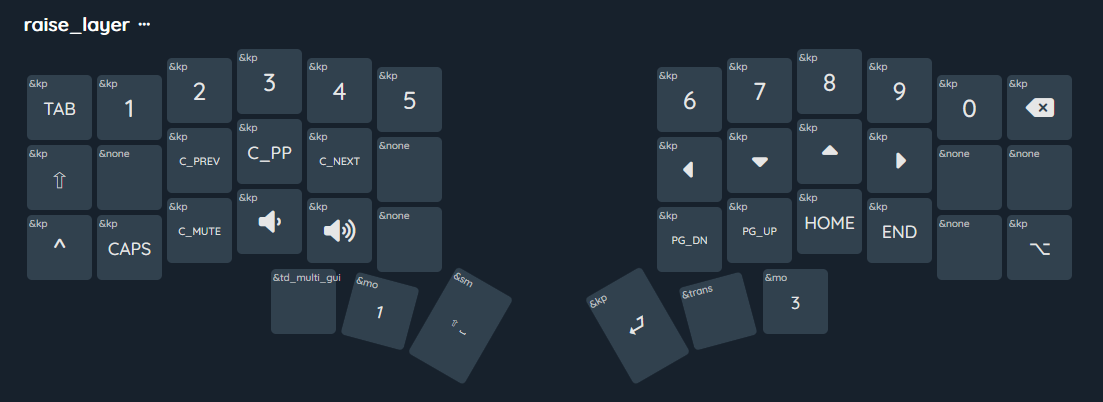 raise_layer ···
&kp TAB &kp 1 &kp 2 &kp 3 &kp 4 &kp 5 &kp 6 &kp 7 &kp 8 &kp 9 &kp 0 &kp ⌫
&kp ⇧ &none &kp C_PREV &kp C_PP &kp C_NEXT &none &kp &kp &kp &kp &none &none
&kp ^ &kp CAPS &kp C_MUTE &kp &kp &none &kp PG_DN &kp PG_UP &kp HOME &kp END &none &kp ⌥
&td_multi_gui &mo 1 &sm ⇧ ⎵ &kp ⏎ &trans &mo 3